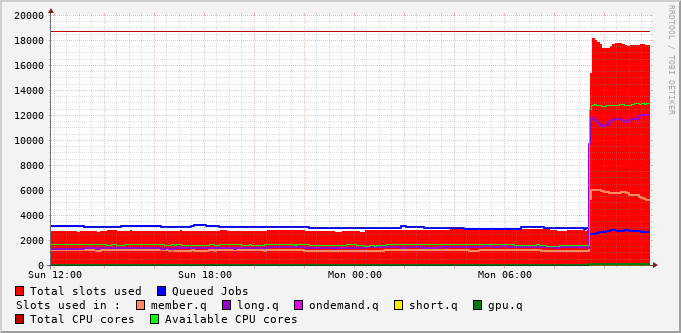 20000
18000
16000
14000
12000
10000
8000
6000
4000
2000
0
Sun 12:00 Sun 18:00 Mon 00:00 Mon 06:00
Total slots used Queued Jobs
Slots used in : member.q long.q ondemand.q short.q gpu.q
Total CPU cores Available CPU cores
RRDTOOL / TOBI OETIKER